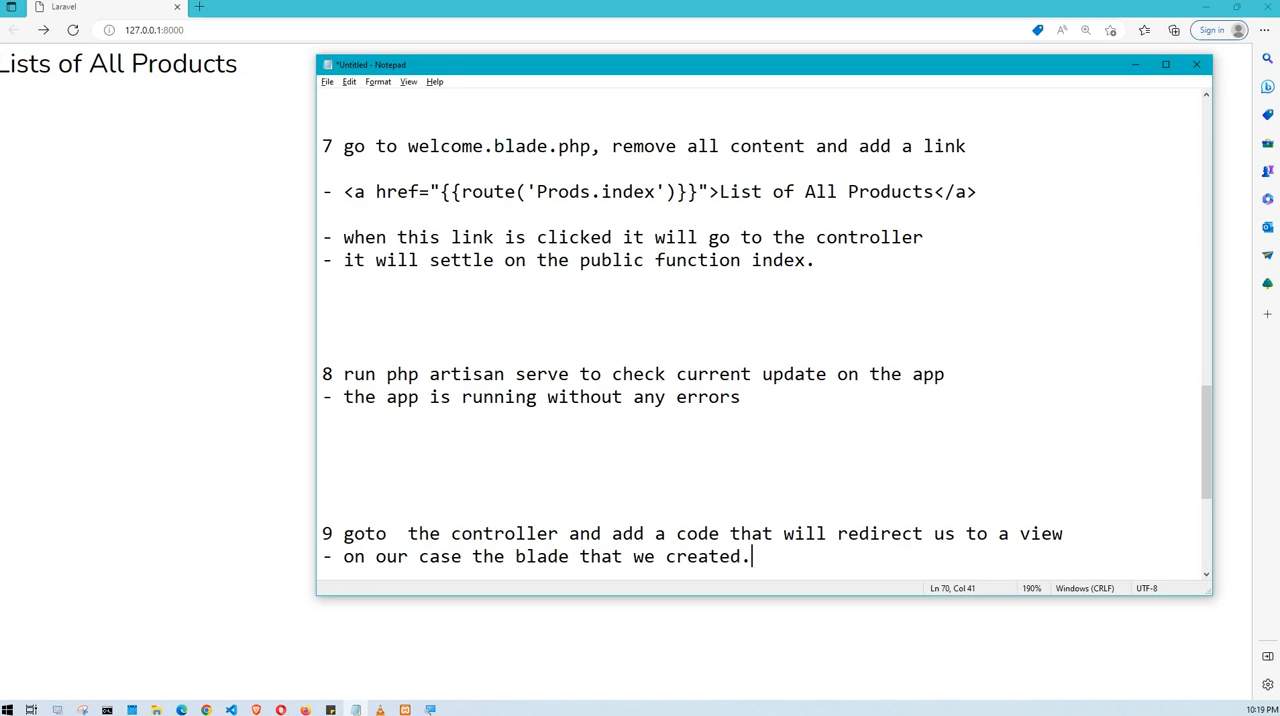 Laravel
127.0.0.1:8000
Sign in
Lists of All Products
*Untitled - Notepad
File Edit Format View Help
7 go to welcome.blade.php, remove all content and add a link
- <a href="{{route('Prods.index')}}">List of All Products</a>
- when this link is clicked it will go to the controller
- it will settle on the public function index.
8 run php artisan serve to check current update on the app
- the app is running without any errors
9 goto  the controller and add a code that will redirect us to a view
- on our case the blade that we created.
Ln 70, Col 41 190% Windows (CRLF) UTF-8
10:19 PM